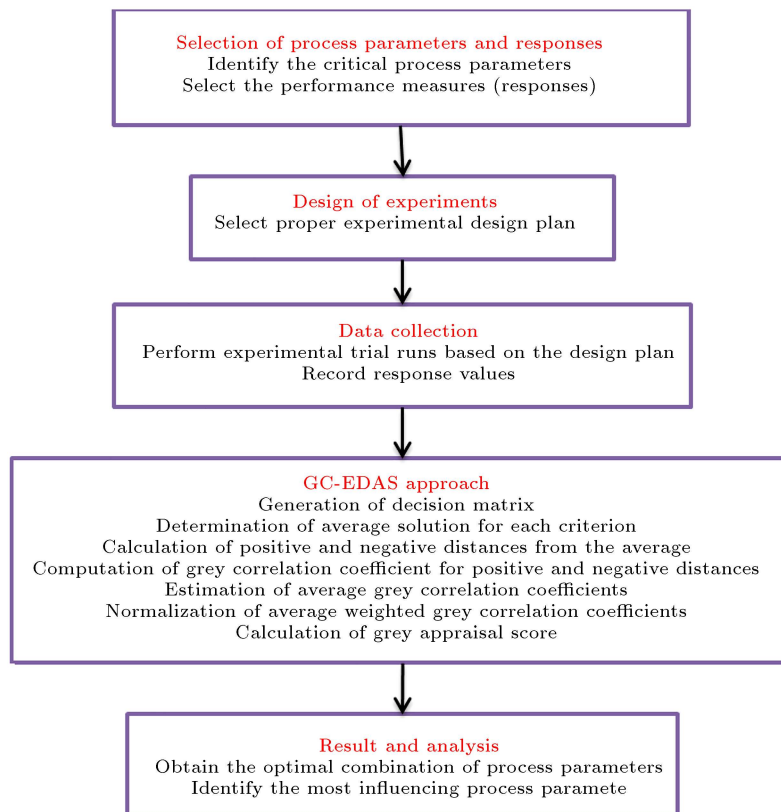 Selection of process parameters and responses
Identify the critical process parameters
Select the performance measures (responses)
Design of experiments
Select proper experimental design plan
Data collection
Perform experimental trial runs based on the design plan
Record response values
GC-EDAS approach
Generation of decision matrix
Determination of average solution for each criterion
Calculation of positive and negative distances from the average
Computation of grey correlation coefficient for positive and negative distances
Estimation of average grey correlation coefficients
Normalization of average weighted grey correlation coefficients
Calculation of grey appraisal score
Result and analysis
Obtain the optimal combination of process parameters
Identify the most influencing process paramete